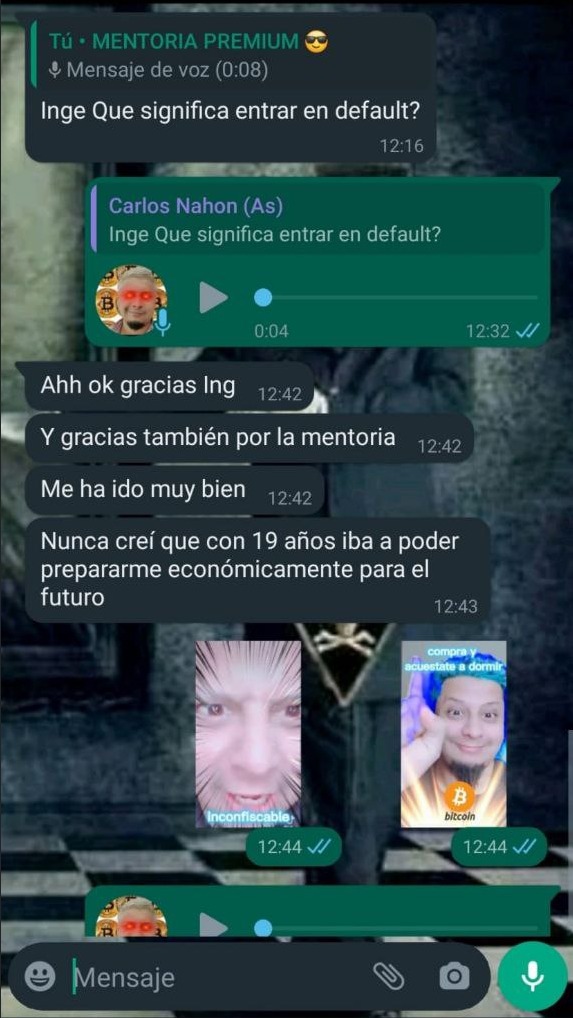 Tú • MENTORIA PREMIUM 😎
Mensaje de voz (0:08)
Inge Que significa entrar en default?
12:16
Carlos Nahon (As)
Inge Que significa entrar en default?
0:04
12:32
Ahh ok gracias Ing
12:42
Y gracias también por la mentoria
12:42
Me ha ido muy bien
12:42
Nunca creí que con 19 años iba a poder
prepararme económicamente para el
futuro
12:43
Inconfiscable
compra y
acuestate a dormir
bitcoin
12:44
12:44
Mensaje